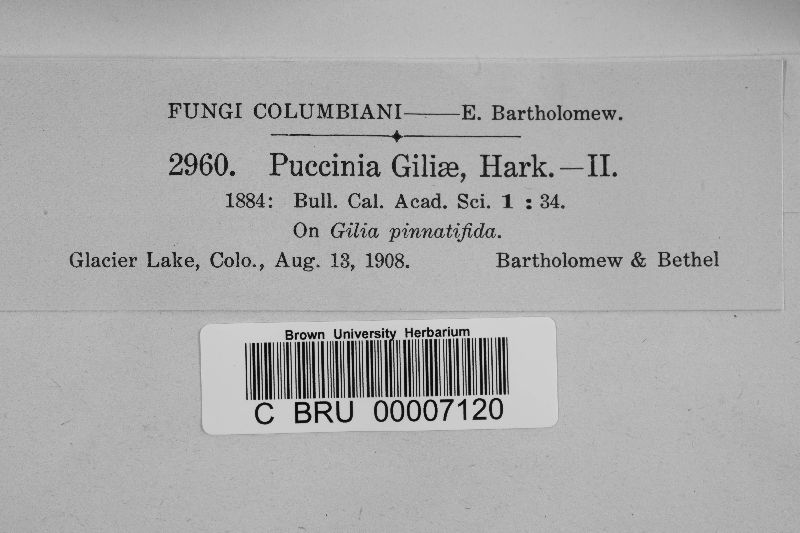 FUNGI COLUMBIANI——E. Bartholomew.
2960. Puccinia Giliæ, Hark.—II.
1884: Bull. Cal. Acad. Sci. 1 : 34.
On Gilia pinnatifida.
Glacier Lake, Colo., Aug. 13, 1908. Bartholomew & Bethel
Brown University Herbarium
C BRU 00007120